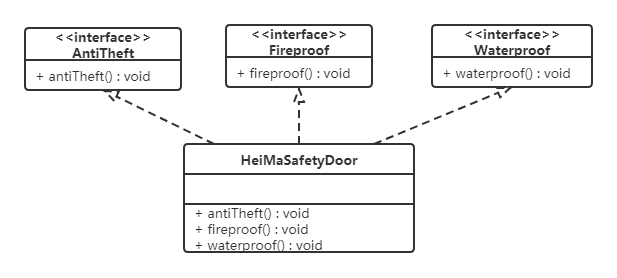 <<interface>>
AntiTheft
+ antiTheft() : void
<<interface>>
Fireproof
+ fireproof() : void
<<interface>>
Waterproof
+ waterproof() : void
HeiMaSafetyDoor
+ antiTheft() : void
+ fireproof() : void
+ waterproof() : void